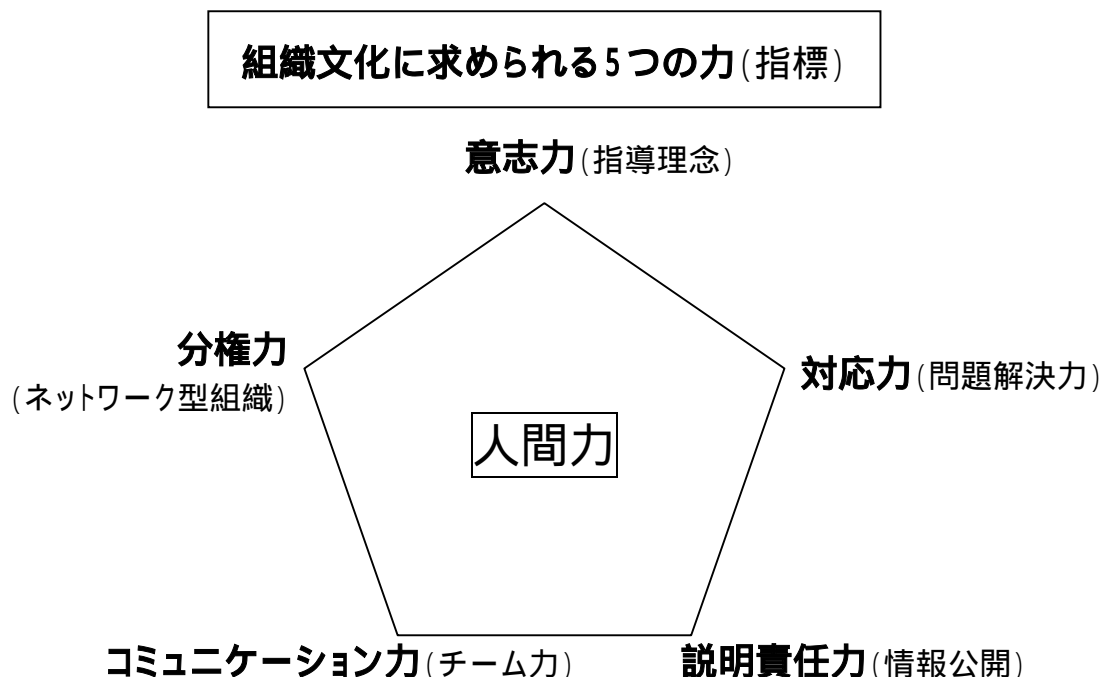 組織文化に求められる5つの力(指標)
意志力(指導理念)
分権力
(ネットワーク型組織)
対応力(問題解決力)
人間力
コミュニケーション力(チーム力)
説明責任力(情報公開)